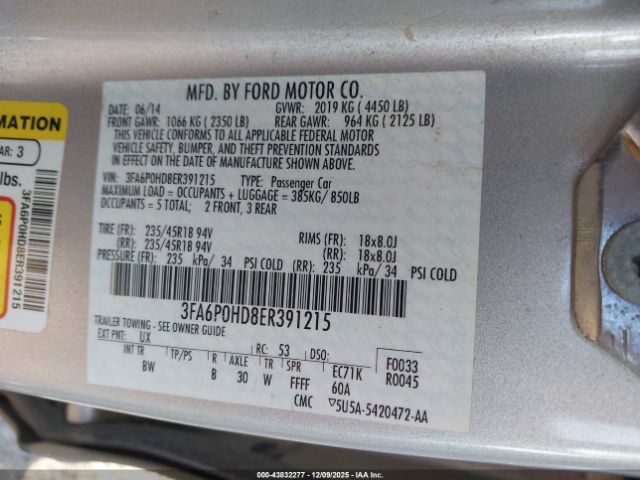 MFD. BY FORD MOTOR CO.
DATE: 06/14 GVWR: 2019 KG ( 4450 LB)
FRONT GAWR: 1066 KG ( 2350 LB) REAR GAWR: 964 KG ( 2125 LB)
THIS VEHICLE CONFORMS TO ALL APPLICABLE FEDERAL MOTOR
VEHICLE SAFETY, BUMPER, AND THEFT PREVENTION STANDARDS
IN EFFECT ON THE DATE OF MANUFACTURE SHOWN ABOVE.
VIN: 3FA6P0HD8ER391215 TYPE: Passenger Car
MAXIMUM LOAD = OCCUPANTS + LUGGAGE = 385KG/ 850LB
OCCUPANTS = 5 TOTAL; 2 FRONT, 3 REAR
TIRE (FR): 235/45R18 94V RIMS (FR): 18x8.0J
(RR): 235/45R18 94V (RR): 18x8.0J
PRESSURE (FR): 235 kPa/ 34 PSI COLD (RR): 235 kPa/ 34 PSI COLD
3FA6P0HD8ER391215
TRAILER TOWING - SEE OWNER GUIDE
EXT PNT: UX RC: 53 DSO: F0033
INT TR TP/PS R AXLE TR SPR EC71K R0045
BW B 30 W FFFF 60A
CMC ▽5U5A-5420472-AA
MATION
AR: 3
lbs.
3FA6P0HD8ER391215
000-43832277 - 12/09/2025 - IAAI.com